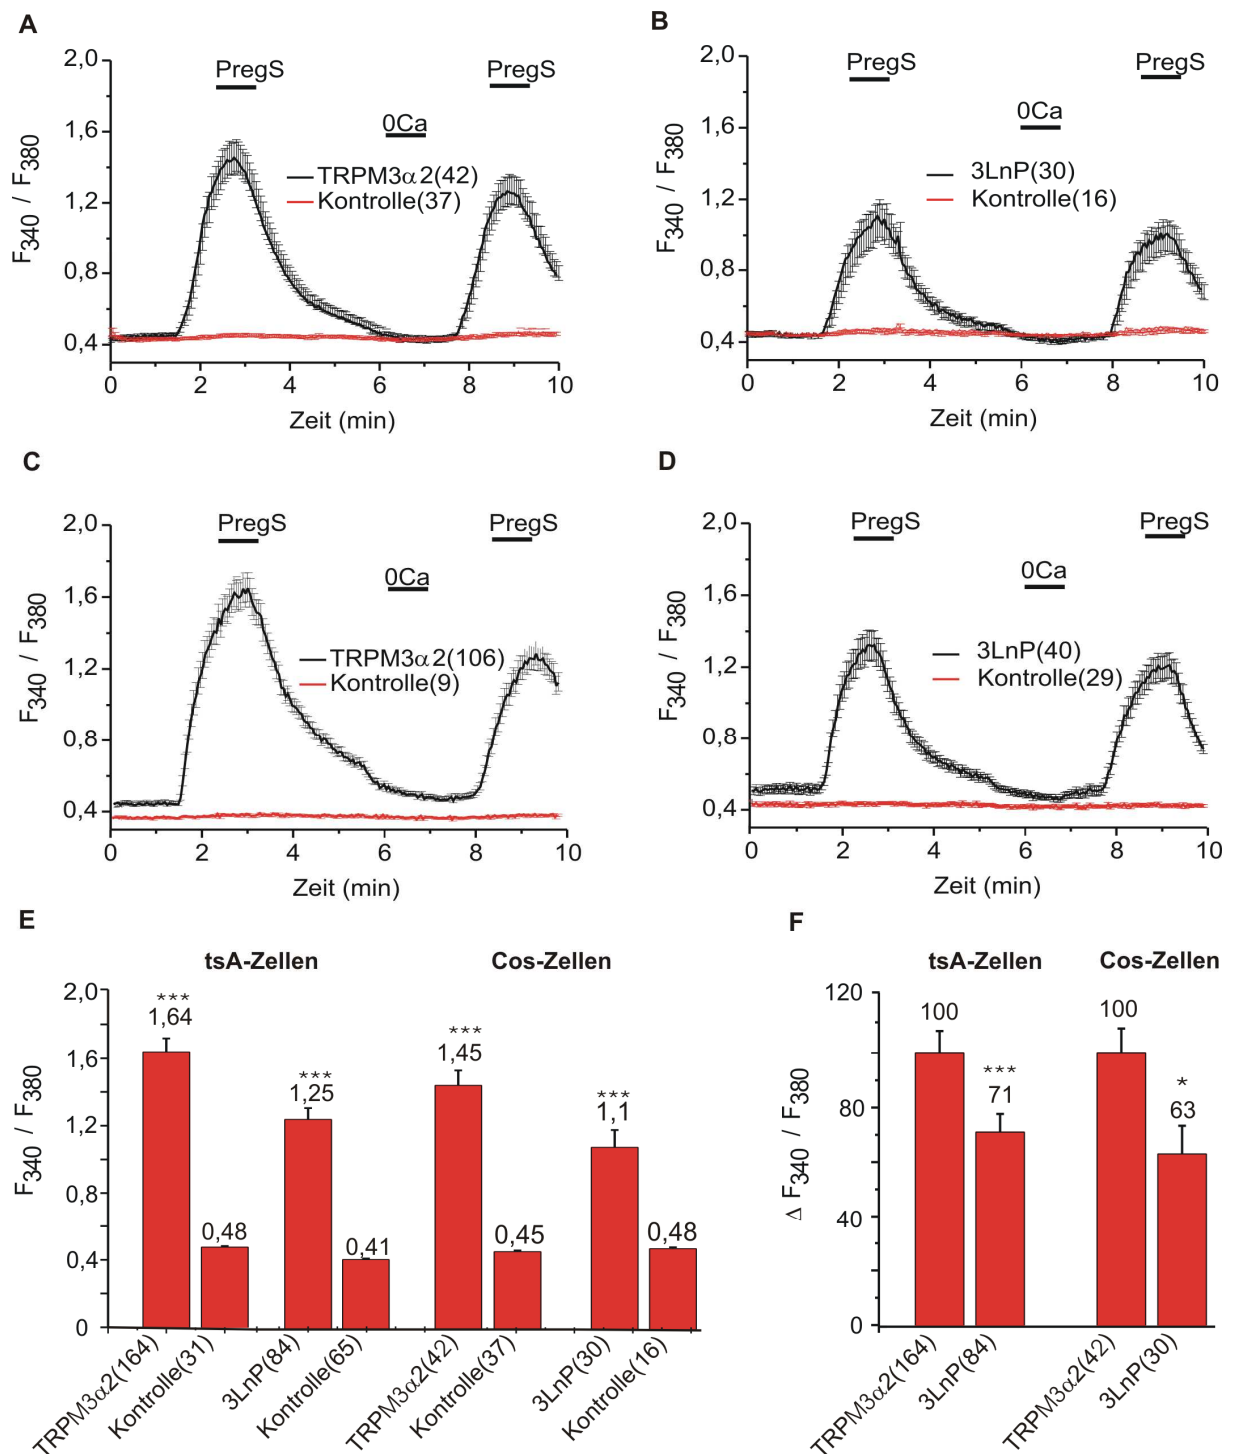 A
2,0
1,6
1,2
0,8
0,4
F340 / F380
PregS
0Ca
PregS
TRPM3α2(42)
Kontrolle(37)
0 2 4 6 8 10
Zeit (min)
B
2,0
1,6
1,2
0,8
0,4
F340 / F380
PregS
0Ca
PregS
3LnP(30)
Kontrolle(16)
0 2 4 6 8 10
Zeit (min)
C
2,0
1,6
1,2
0,8
0,4
F340 / F380
PregS
0Ca
PregS
TRPM3α2(106)
Kontrolle(9)
0 2 4 6 8 10
Zeit (min)
D
2,0
1,6
1,2
0,8
0,4
F340 / F380
PregS
0Ca
PregS
3LnP(40)
Kontrolle(29)
0 2 4 6 8 10
Zeit (min)
E
tsA-Zellen Cos-Zellen
2,0
1,6
1,2
0,8
0,4
0
F340 / F380
***
1,64
0,48
***
1,25
0,41
***
1,45
0,45
***
1,1
0,48
TRPM3α2(164)
Kontrolle(31)
3LnP(84)
Kontrolle(65)
TRPM3α2(42)
Kontrolle(37)
3LnP(30)
Kontrolle(16)
F
tsA-Zellen Cos-Zellen
120
80
40
0
Δ F340 / F380
100
***
71
100
*
63
TRPM3α2(164)
3LnP(84)
TRPM3α2(42)
3LnP(30)